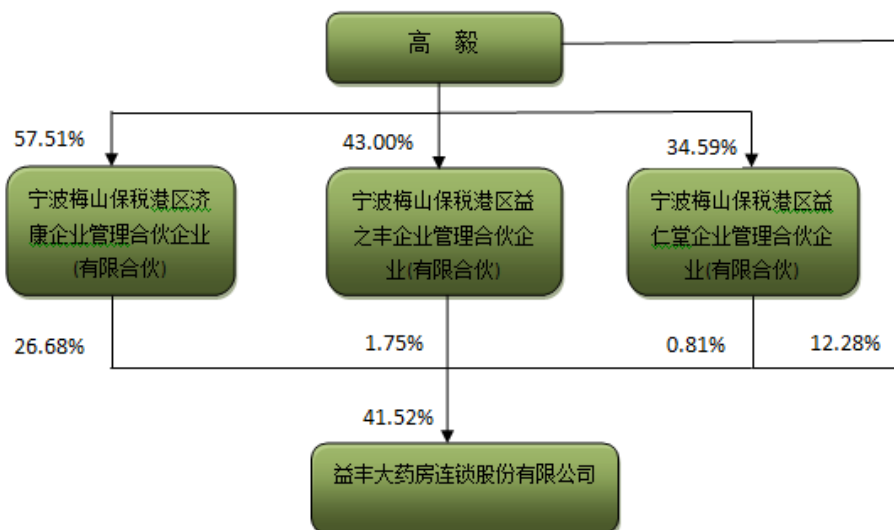 高 毅
57.51%
43.00%
34.59%
宁波梅山保税港区济
康企业管理合伙企业
(有限合伙)
宁波梅山保税港区益
之丰企业管理合伙企
业(有限合伙)
宁波梅山保税港区益
仁堂企业管理合伙企
业(有限合伙)
26.68%
1.75%
0.81%
12.28%
41.52%
益丰大药房连锁股份有限公司